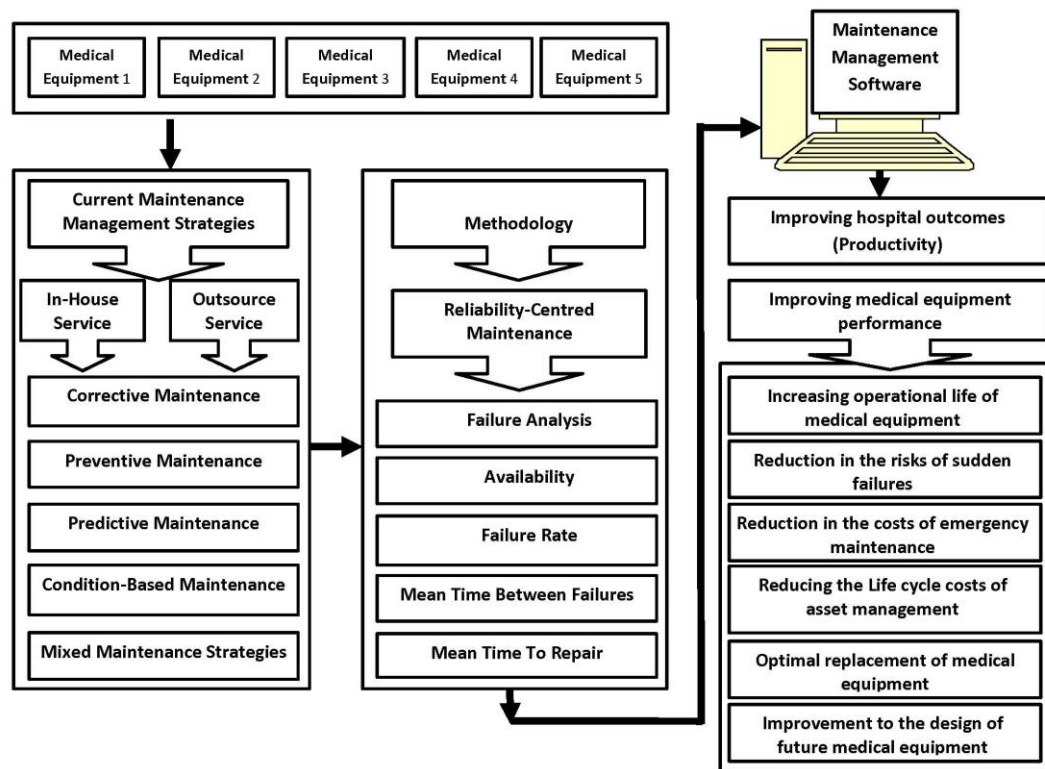 Medical
Equipment 1
Medical
Equipment 2
Medical
Equipment 3
Medical
Equipment 4
Medical
Equipment 5
Current Maintenance
Management Strategies
In-House
Service
Outsource
Service
Corrective Maintenance
Preventive Maintenance
Predictive Maintenance
Condition-Based Maintenance
Mixed Maintenance Strategies
Methodology
Reliability-Centred
Maintenance
Failure Analysis
Availability
Failure Rate
Mean Time Between Failures
Mean Time To Repair
Maintenance
Management
Software
Improving hospital outcomes
(Productivity)
Improving medical equipment
performance
Increasing operational life of
medical equipment
Reduction in the risks of sudden
failures
Reduction in the costs of emergency
maintenance
Reducing the Life cycle costs of
asset management
Optimal replacement of medical
equipment
Improvement to the design of
future medical equipment